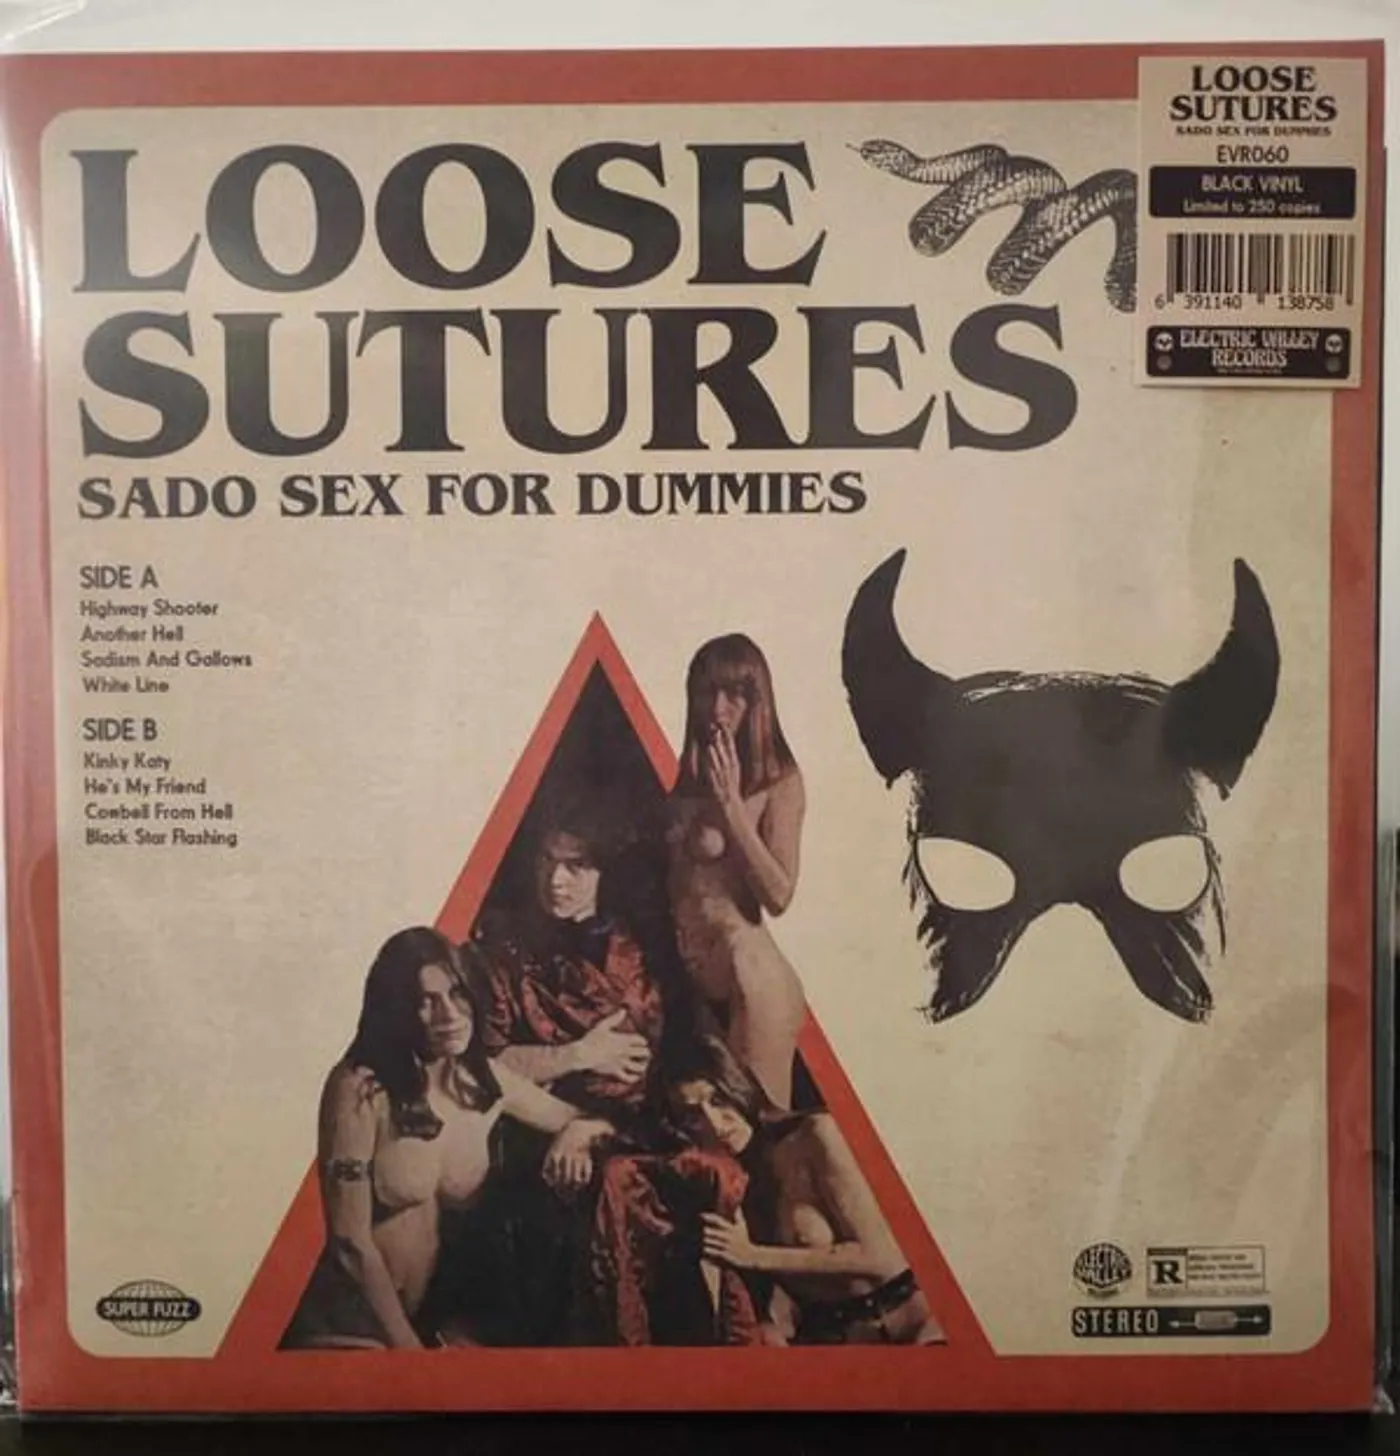 LOOSE
SUTURES
SADO SEX FOR DUMMIES
SIDE A
Highway Shooter
Another Hell
Sadism And Gallows
White Line
SIDE B
Kinky Katy
He's My Friend
Cowbell From Hell
Black Star Flashing
LOOSE
SUTURES
SADO SEX FOR DUMMIES
EVR060
BLACK VINYL
Limited to 250 copies
6 391140 138758
ELECTRIC VALLEY
RECORDS
SUPER FUZZ
ELECTRIC
VALLEY
R
STEREO